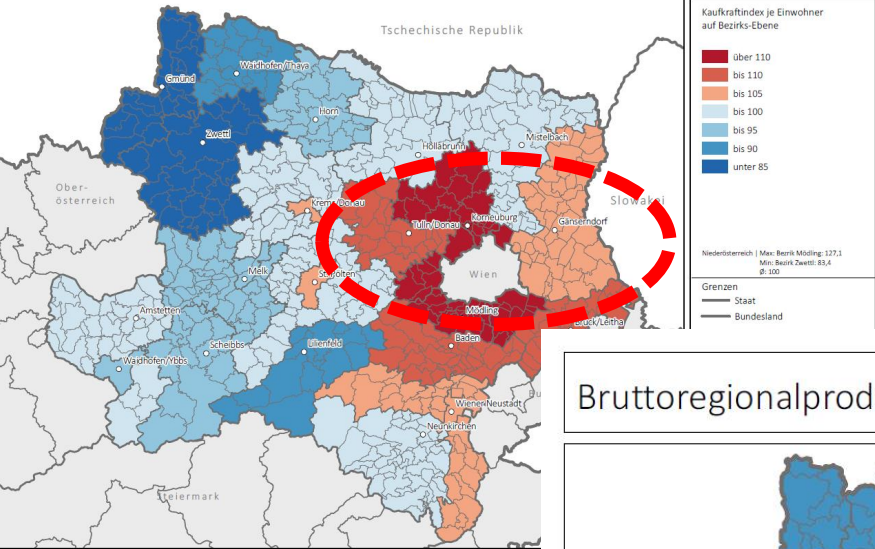 Tschechische Republik
Waidhofen/Thaya
Gmünd
Horn
Zwettl
Mistelbach
Hollabrunn
Ober-
österreich
Slowakei
Krems/Donau
Korneuburg
Tulln/Donau
Gänserndorf
Wien
Melk
St. Pölten
Amstetten
Mödling
Bruck/Leitha
Baden
Scheibbs
Lilienfeld
Waidhofen/Ybbs
Wiener Neustadt
Bu
Neunkirchen
Steiermark
Kaufkraftindex je Einwohner
auf Bezirks-Ebene
über 110
bis 110
bis 105
bis 100
bis 95
bis 90
unter 85
Niederösterreich | Max: Bezrik Mödling: 127,1
Min: Bezirk Zwettl: 83,4
Ø: 100
Grenzen
Staat
Bundesland
Bruttoregionalprod